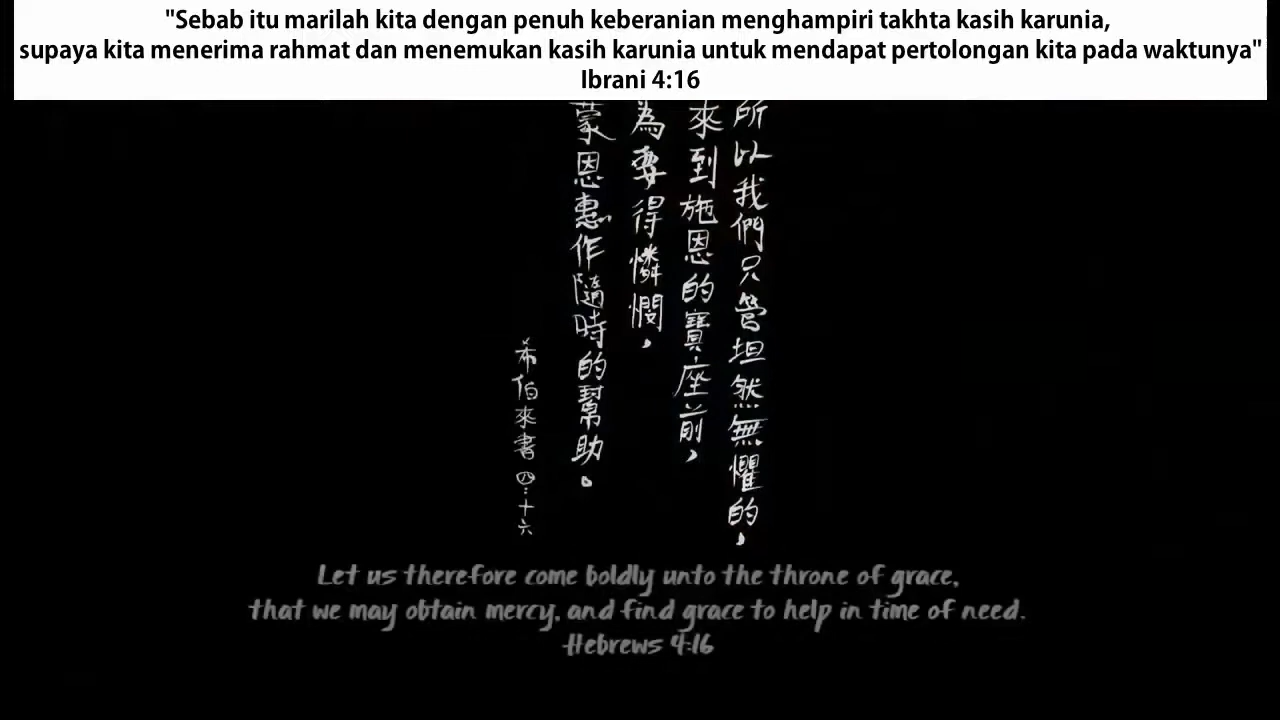 "Sebab itu marilah kita dengan penuh keberanian menghampiri takhta kasih karunia,
supaya kita menerima rahmat dan menemukan kasih karunia untuk mendapat pertolongan kita pada waktunya"
Ibrani 4:16
所以我們只管坦然無懼的，
來到施恩的寶座前，
為要得憐憫，
蒙恩惠作隨時的幫助。
希伯來書 四:十六
Let us therefore come boldly unto the throne of grace,
that we may obtain mercy, and find grace to help in time of need.
Hebrews 4:16